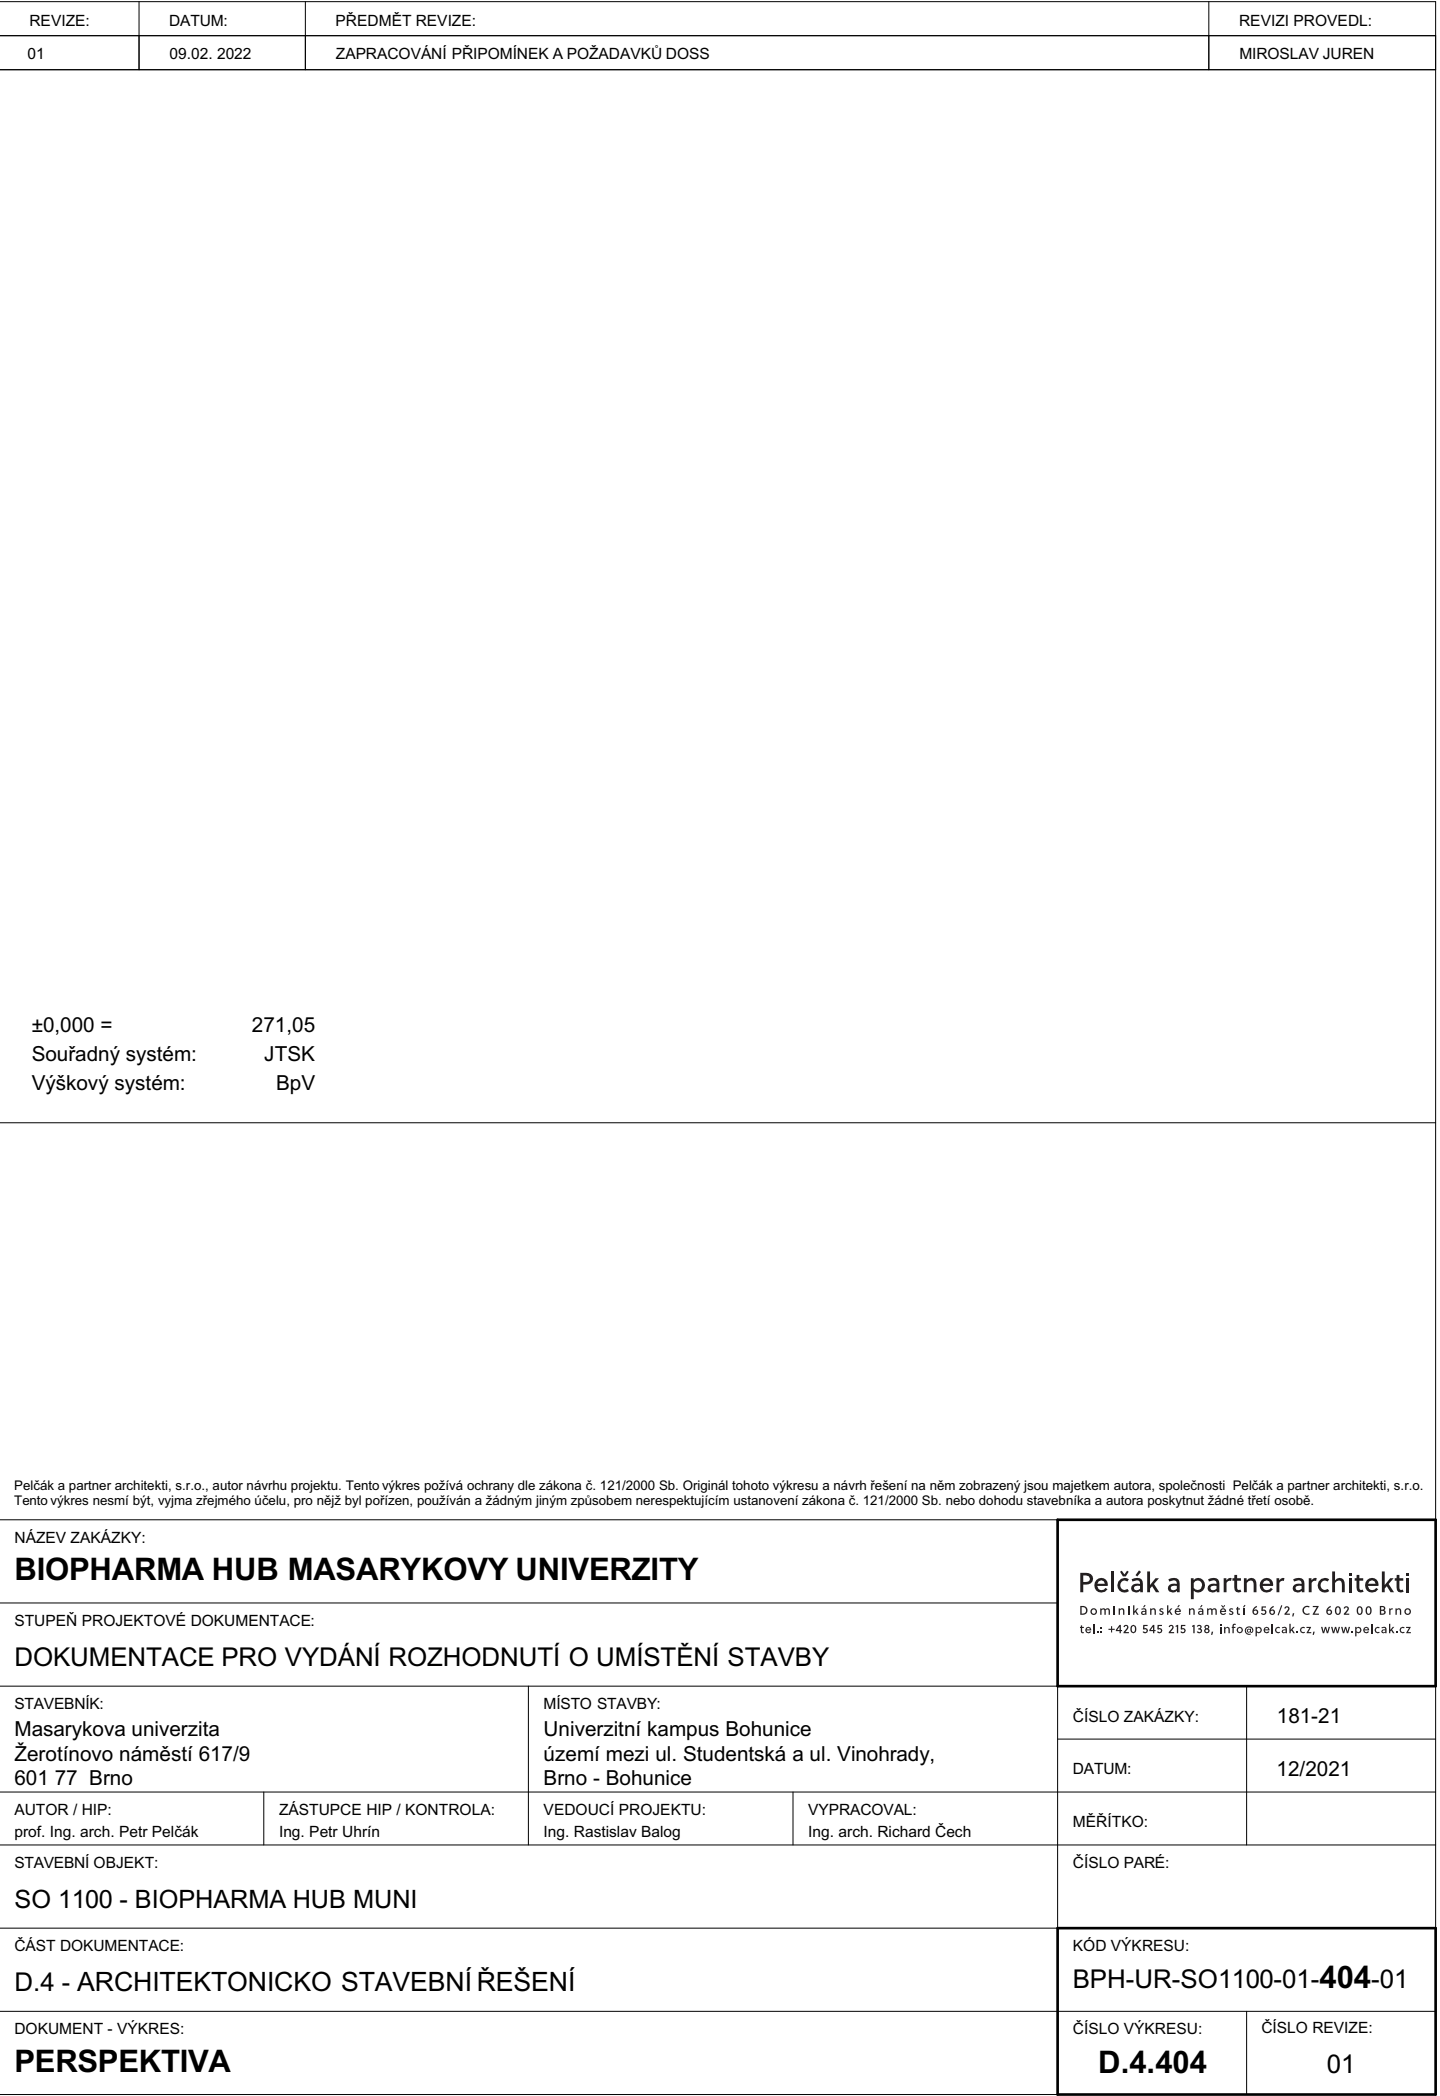 REVIZE: DATUM: PŘEDMĚT REVIZE: REVIZI PROVEDL:
01 09.02. 2022 ZAPRACOVÁNÍ PŘIPOMÍNEK A POŽADAVKŮ DOSS MIROSLAV JUREN
±0,000 = 271,05
Souřadný systém: JTSK
Výškový systém: BpV
Pelčák a partner architekti, s.r.o., autor návrhu projektu. Tento výkres požívá ochrany dle zákona č. 121/2000 Sb. Originál tohoto výkresu a návrh řešení na něm zobrazený jsou majetkem autora, společnosti Pelčák a partner architekti, s.r.o.
Tento výkres nesmí být, vyjma zřejmého účelu, pro nějž byl pořízen, používán a žádným jiným způsobem nerespektujícím ustanovení zákona č. 121/2000 Sb. nebo dohodu stavebníka a autora poskytnut žádné třetí osobě.
NÁZEV ZAKÁZKY:
BIOPHARMA HUB MASARYKOVY UNIVERZITY
Pelčák a partner architekti
Dominikánské náměstí 656/2, CZ 602 00 Brno
tel.: +420 545 215 138, info@pelcak.cz, www.pelcak.cz
STUPEŇ PROJEKTOVÉ DOKUMENTACE:
DOKUMENTACE PRO VYDÁNÍ ROZHODNUTÍ O UMÍSTĚNÍ STAVBY
STAVEBNÍK:
Masarykova univerzita
Žerotínovo náměstí 617/9
601 77 Brno
MÍSTO STAVBY:
Univerzitní kampus Bohunice
území mezi ul. Studentská a ul. Vinohrady,
Brno - Bohunice
ČÍSLO ZAKÁZKY: 181-21
DATUM: 12/2021
AUTOR / HIP:
prof. Ing. arch. Petr Pelčák
ZÁSTUPCE HIP / KONTROLA:
Ing. Petr Uhrín
VEDOUCÍ PROJEKTU:
Ing. Rastislav Balog
VYPRACOVAL:
Ing. arch. Richard Čech
MĚŘÍTKO:
STAVEBNÍ OBJEKT:
SO 1100 - BIOPHARMA HUB MUNI
ČÍSLO PARÉ:
ČÁST DOKUMENTACE:
D.4 - ARCHITEKTONICKO STAVEBNÍ ŘEŠENÍ
KÓD VÝKRESU:
BPH-UR-SO1100-01-404-01
DOKUMENT - VÝKRES:
PERSPEKTIVA
ČÍSLO VÝKRESU:
D.4.404
ČÍSLO REVIZE:
01